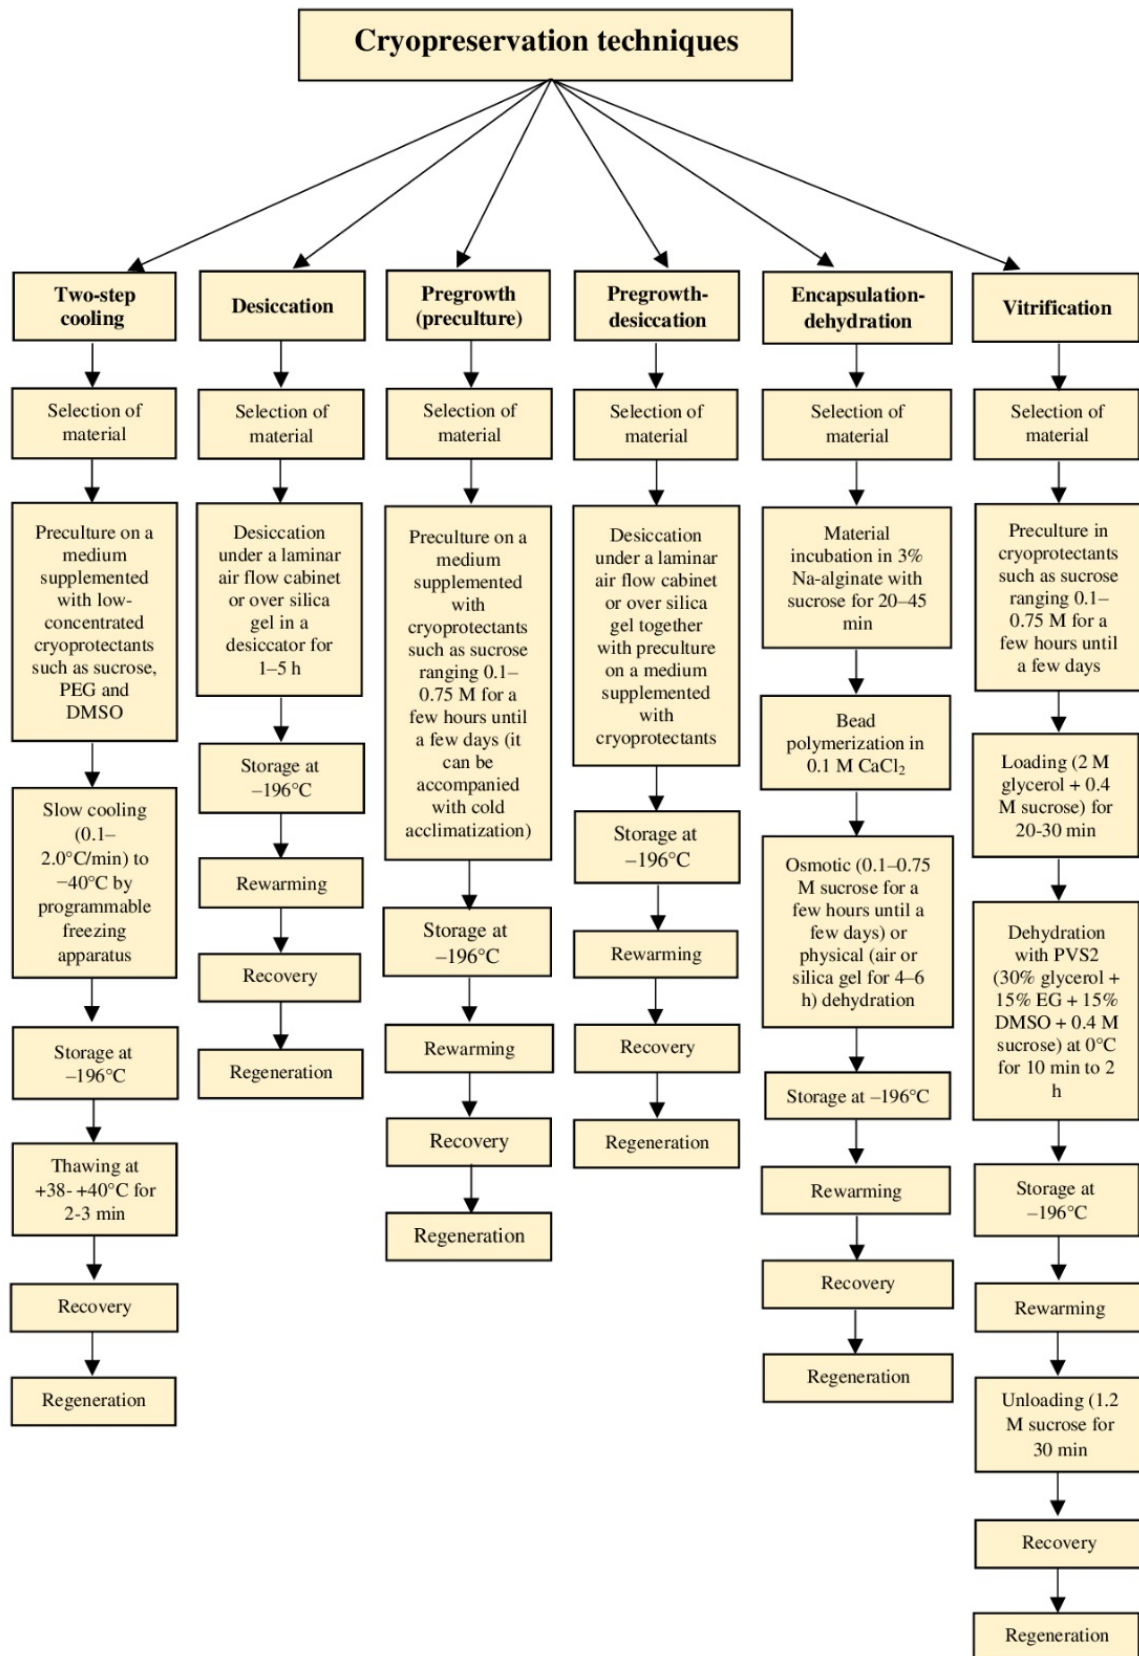 Cryopreservation techniques
Two-step
cooling
Selection of
material
Preculture on a
medium
supplemented
with low-
concentrated
cryoprotectants
such as sucrose,
PEG and
DMSO
Slow cooling
(0.1–
2.0°C/min) to
−40°C by
programmable
freezing
apparatus
Storage at
–196°C
Thawing at
+38- +40°C for
2-3 min
Recovery
Regeneration
Desiccation
Selection of
material
Desiccation
under a laminar
air flow cabinet
or over silica
gel in a
desiccator for
1–5 h
Storage at
–196°C
Rewarming
Recovery
Regeneration
Pregrowth
(preculture)
Selection of
material
Preculture on a
medium
supplemented
with
cryoprotectants
such as sucrose
ranging 0.1–
0.75 M for a
few hours until
a few days (it
can be
accompanied
with cold
acclimatization)
Storage at
–196°C
Rewarming
Recovery
Regeneration
Pregrowth-
desiccation
Selection of
material
Desiccation
under a laminar
air flow cabinet
or over silica
gel together
with preculture
on a medium
supplemented
with
cryoprotectants
Storage at
–196°C
Rewarming
Recovery
Regeneration
Encapsulation-
dehydration
Selection of
material
Material
incubation in 3%
Na-alginate with
sucrose for 20–45
min
Bead
polymerization in
0.1 M CaCl₂
Osmotic (0.1–0.75
M sucrose for a
few hours until a
few days) or
physical (air or
silica gel for 4–6
h) dehydration
Storage at –196°C
Rewarming
Recovery
Regeneration
Vitrification
Selection of
material
Preculture in
cryoprotectants
such as sucrose
ranging 0.1–
0.75 M for a
few hours until
a few days
Loading (2 M
glycerol + 0.4
M sucrose) for
20-30 min
Dehydration
with PVS2
(30% glycerol +
15% EG + 15%
DMSO + 0.4 M
sucrose) at 0°C
for 10 min to 2
h
Storage at
–196°C
Rewarming
Unloading (1.2
M sucrose for
30 min
Recovery
Regeneration